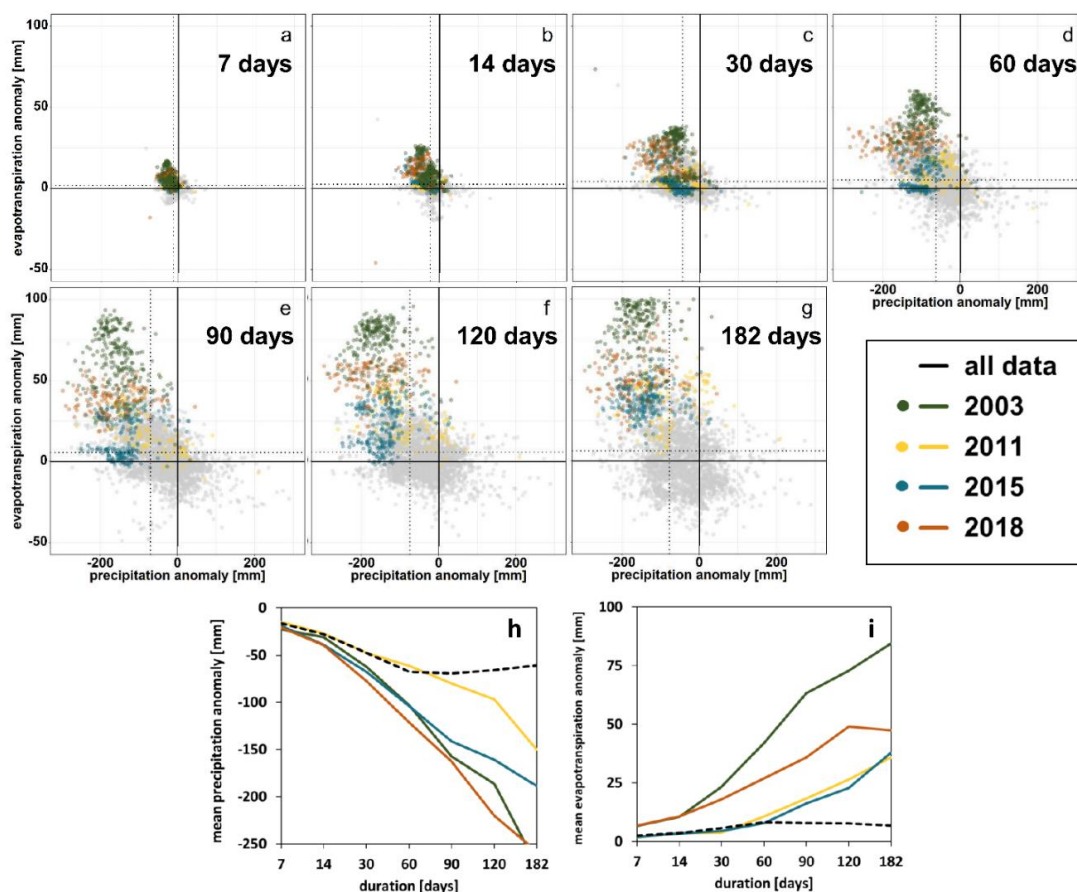 a
7 days
b
14 days
c
30 days
d
60 days
evapotranspiration anomaly [mm]
100
50
0
-50
-200 0 200
precipitation anomaly [mm]
e
90 days
f
120 days
g
182 days
evapotranspiration anomaly [mm]
100
50
0
-50
-200 0 200
precipitation anomaly [mm]
-200 0 200
precipitation anomaly [mm]
-200 0 200
precipitation anomaly [mm]
precipitation anomaly [mm]
all data
2003
2011
2015
2018
h
mean precipitation anomaly [mm]
0
-50
-100
-150
-200
-250
7 14 30 60 90 120 182
duration [days]
i
mean evapotranspiration anomaly [mm]
100
75
50
25
0
7 14 30 60 90 120 182
duration [days]